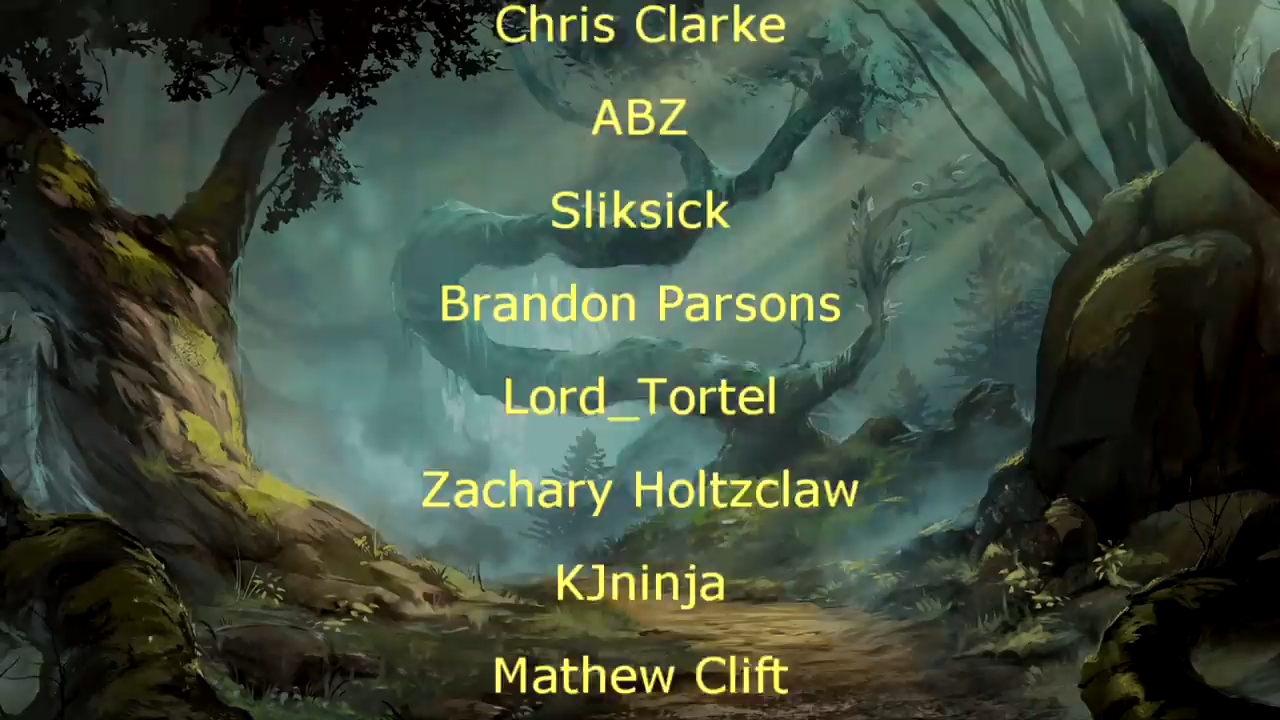 Chris Clarke
ABZ
Sliksick
Brandon Parsons
Lord_Tortel
Zachary Holtzclaw
KJninja
Mathew Clift